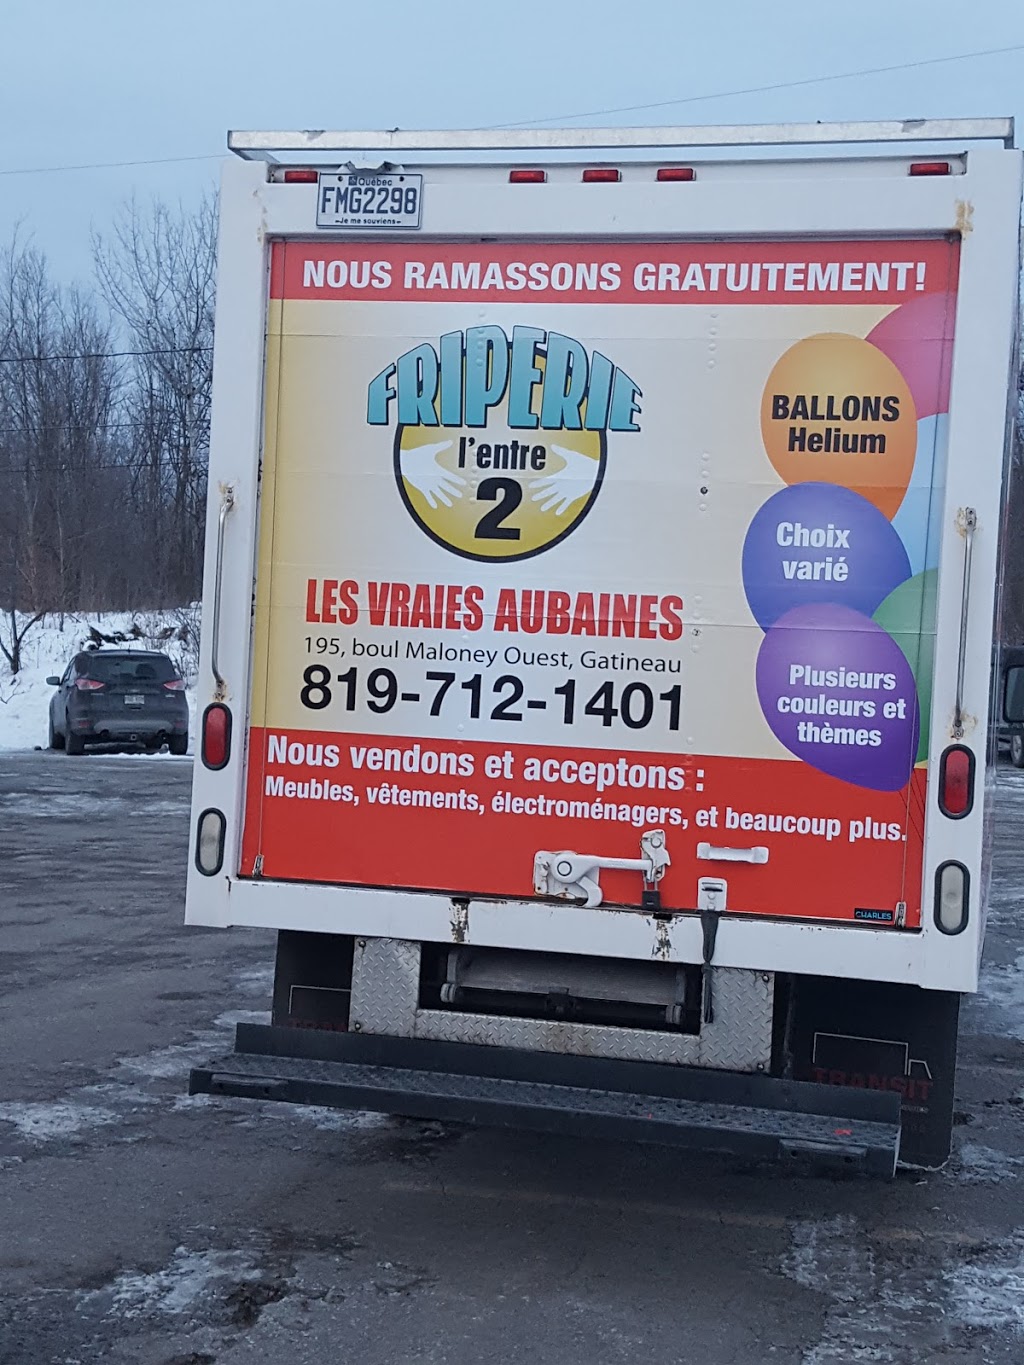 Québec
FMG2298
Je me souviens
NOUS RAMASSONS GRATUITEMENT!
FRIPERIE
l'entre
2
BALLONS
Helium
Choix
varié
Plusieurs
couleurs et
thèmes
LES VRAIES AUBAINES
195, boul Maloney Ouest, Gatineau
819-712-1401
Nous vendons et acceptons :
Meubles, vêtements, électroménagers, et beaucoup plus.
CHARLES
TRANSIT